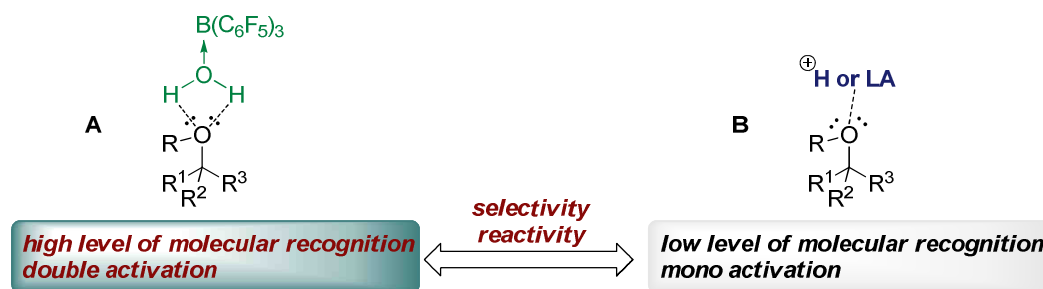 B(C₆F₅)₃
O
H H
A
R O
R¹ R³
R²
high level of molecular recognition
double activation
selectivity
reactivity
⊕
H or LA
B
R O
R¹ R³
R²
low level of molecular recognition
mono activation